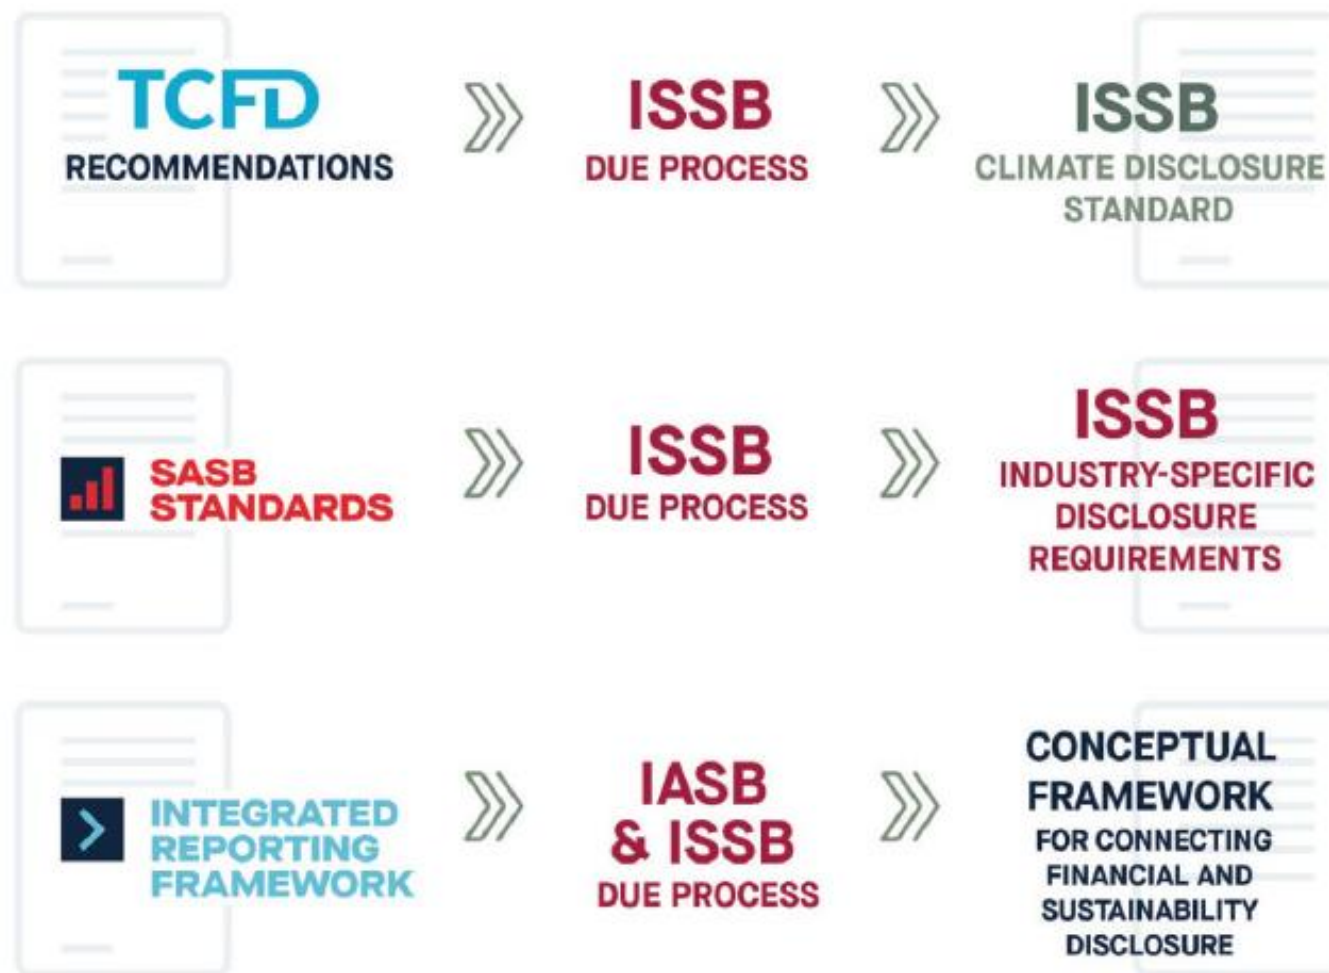 TCFD
RECOMMENDATIONS
ISSB
DUE PROCESS
ISSB
CLIMATE DISCLOSURE
STANDARD
SASB
STANDARDS
ISSB
DUE PROCESS
ISSB
INDUSTRY-SPECIFIC
DISCLOSURE
REQUIREMENTS
INTEGRATED
REPORTING
FRAMEWORK
IASB
& ISSB
DUE PROCESS
CONCEPTUAL
FRAMEWORK
FOR CONNECTING
FINANCIAL AND
SUSTAINABILITY
DISCLOSURE